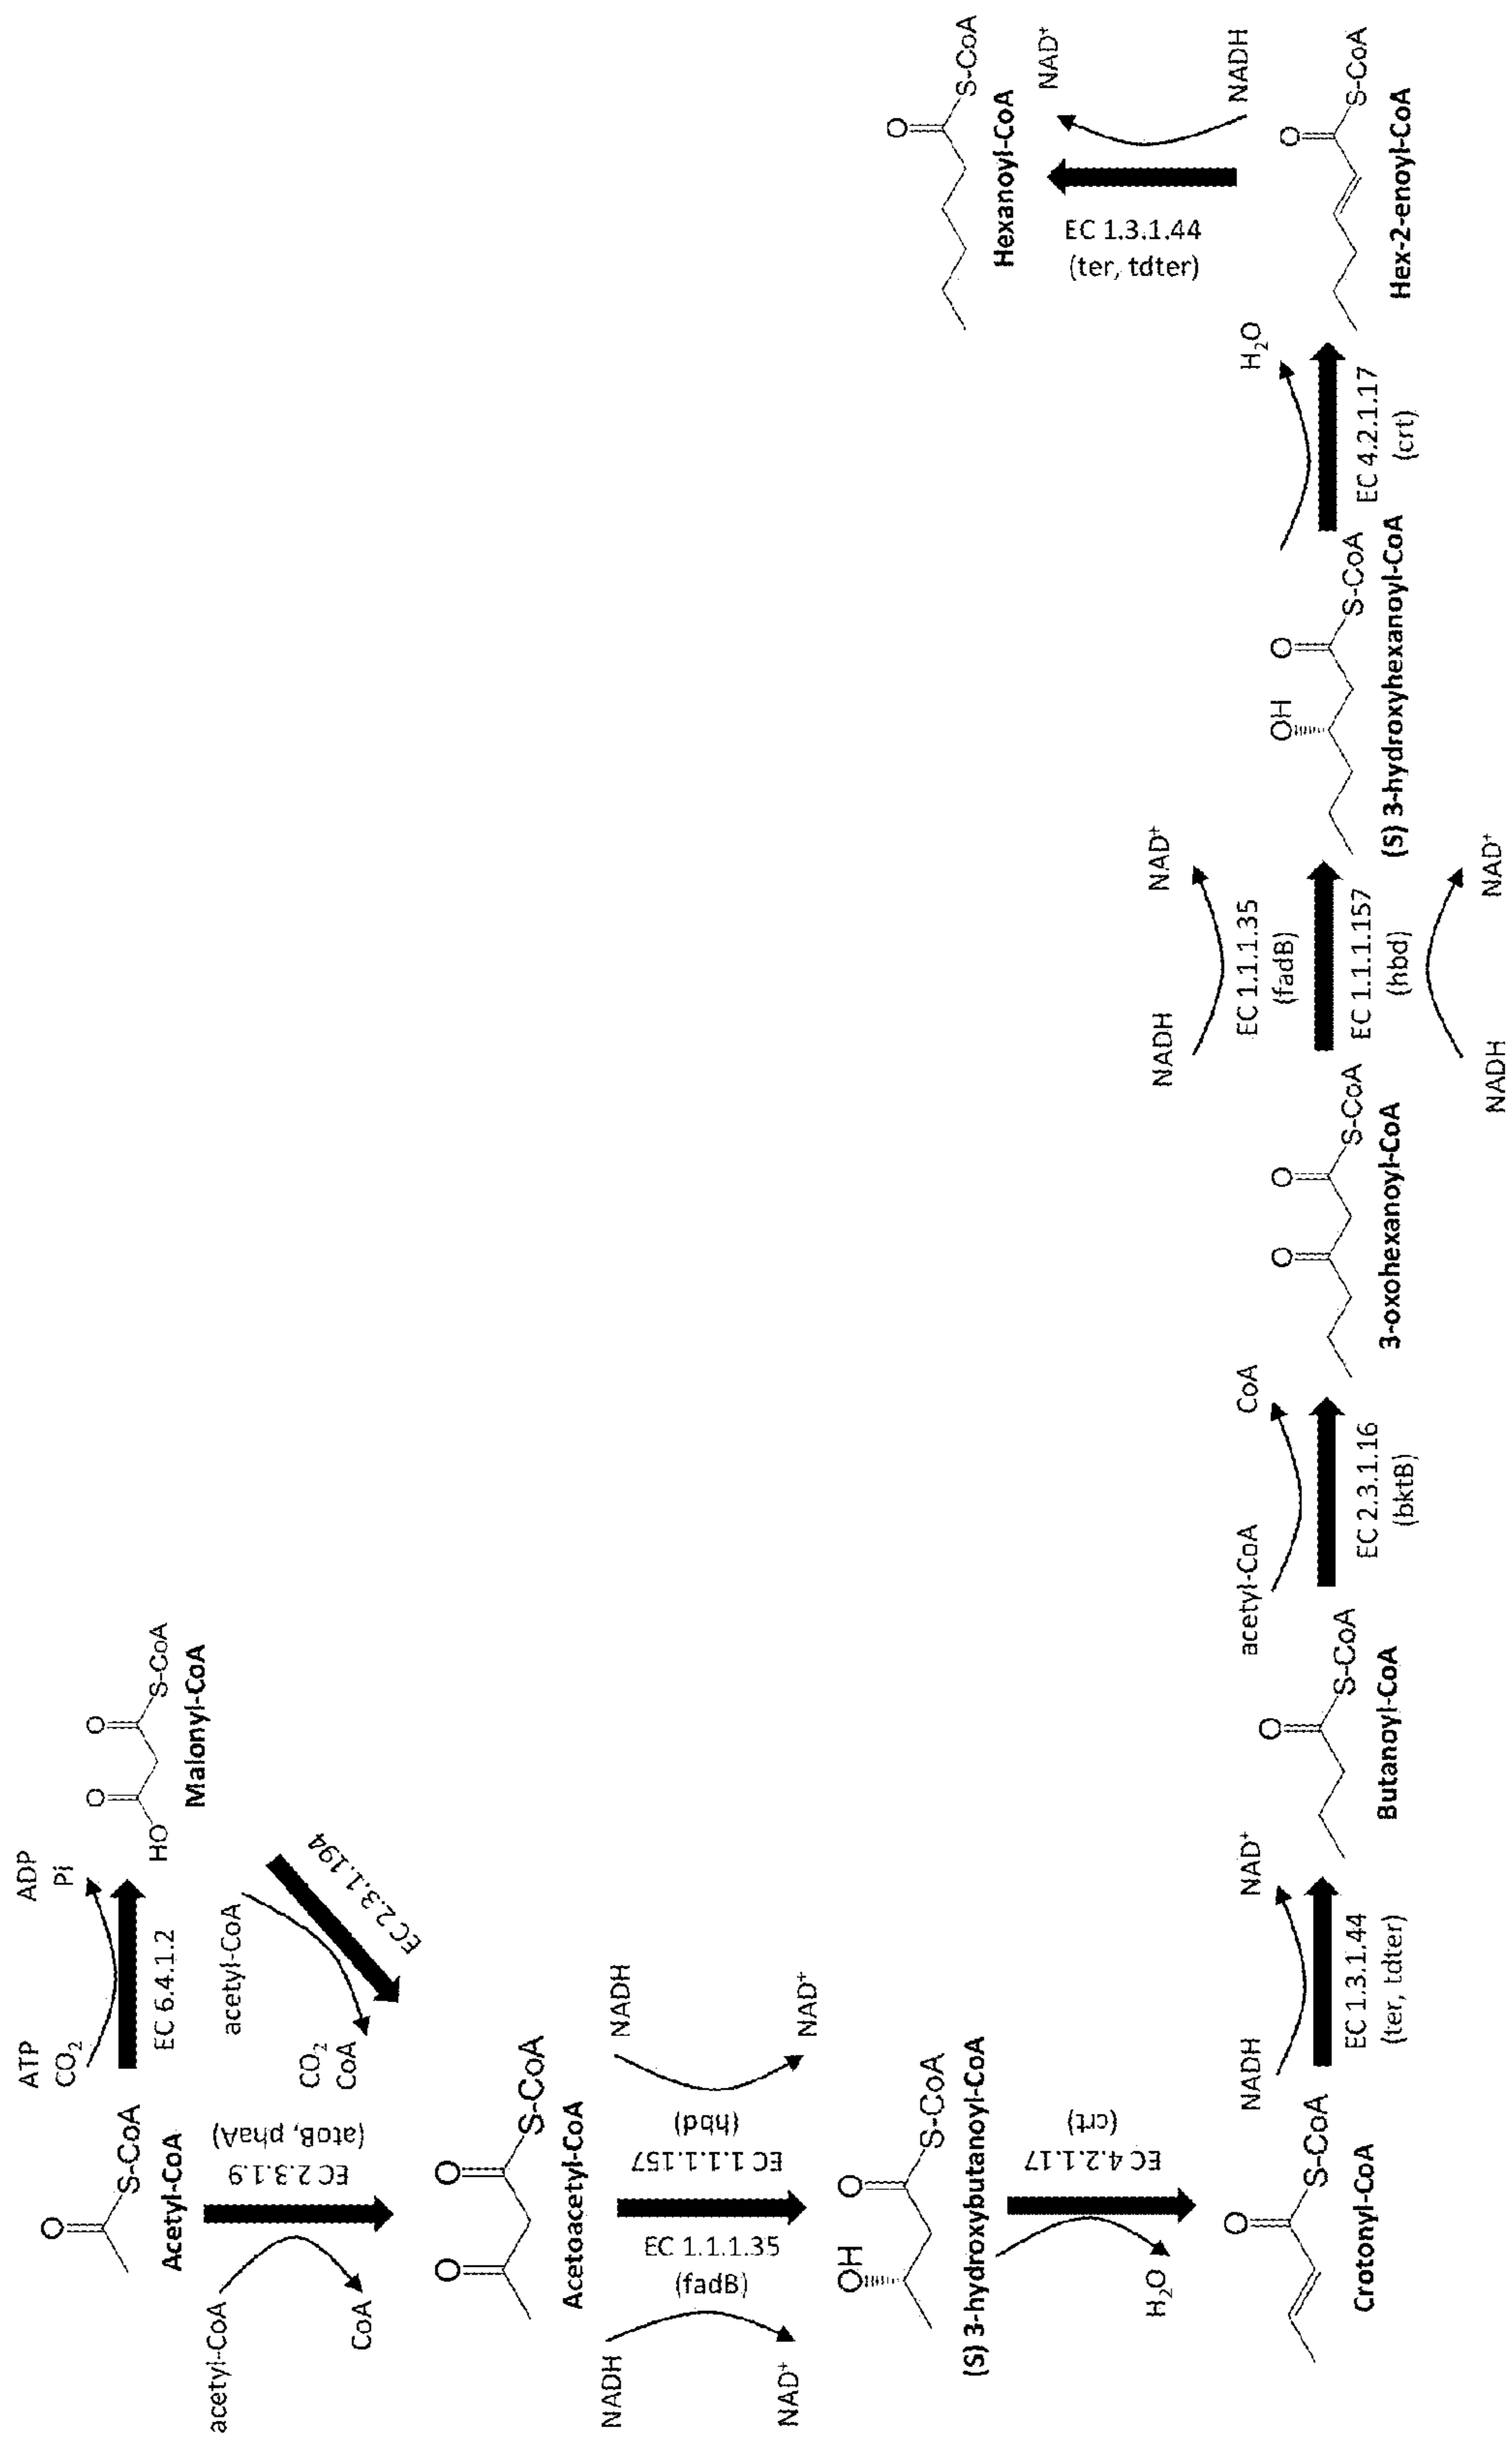 ATP
CO2
ADP
Pi
S-CoA
O
Acetyl-CoA
EC 6.4.1.2
O
O
HO
S-CoA
Malonyl-CoA
acetyl-CoA
CoA
EC 2.3.1.9
(atoB, phaA)
acetyl-CoA
CO2
CoA
EC 2.3.1.194
O
O
S-CoA
Acetoacetyl-CoA
NADH
NAD+
EC 1.1.1.35
(fadB)
EC 1.1.1.157
(hbd)
NADH
NAD+
OH
O
S-CoA
(S) 3-hydroxybutanoyl-CoA
H2O
EC 4.2.1.17
(crt)
O
S-CoA
Crotonyl-CoA
NADH
NAD+
EC 1.3.1.44
(ter, tdter)
O
S-CoA
Butanoyl-CoA
acetyl-CoA
CoA
EC 2.3.1.16
(bktB)
O
O
S-CoA
3-oxohexanoyl-CoA
NADH
NAD+
EC 1.1.1.35
(fadB)
EC 1.1.1.157
(hbd)
NADH
NAD+
OH
O
S-CoA
(S) 3-hydroxyhexanoyl-CoA
H2O
EC 4.2.1.17
(crt)
O
S-CoA
Hex-2-enoyl-CoA
NADH
NAD+
EC 1.3.1.44
(ter, tdter)
O
S-CoA
Hexanoyl-CoA